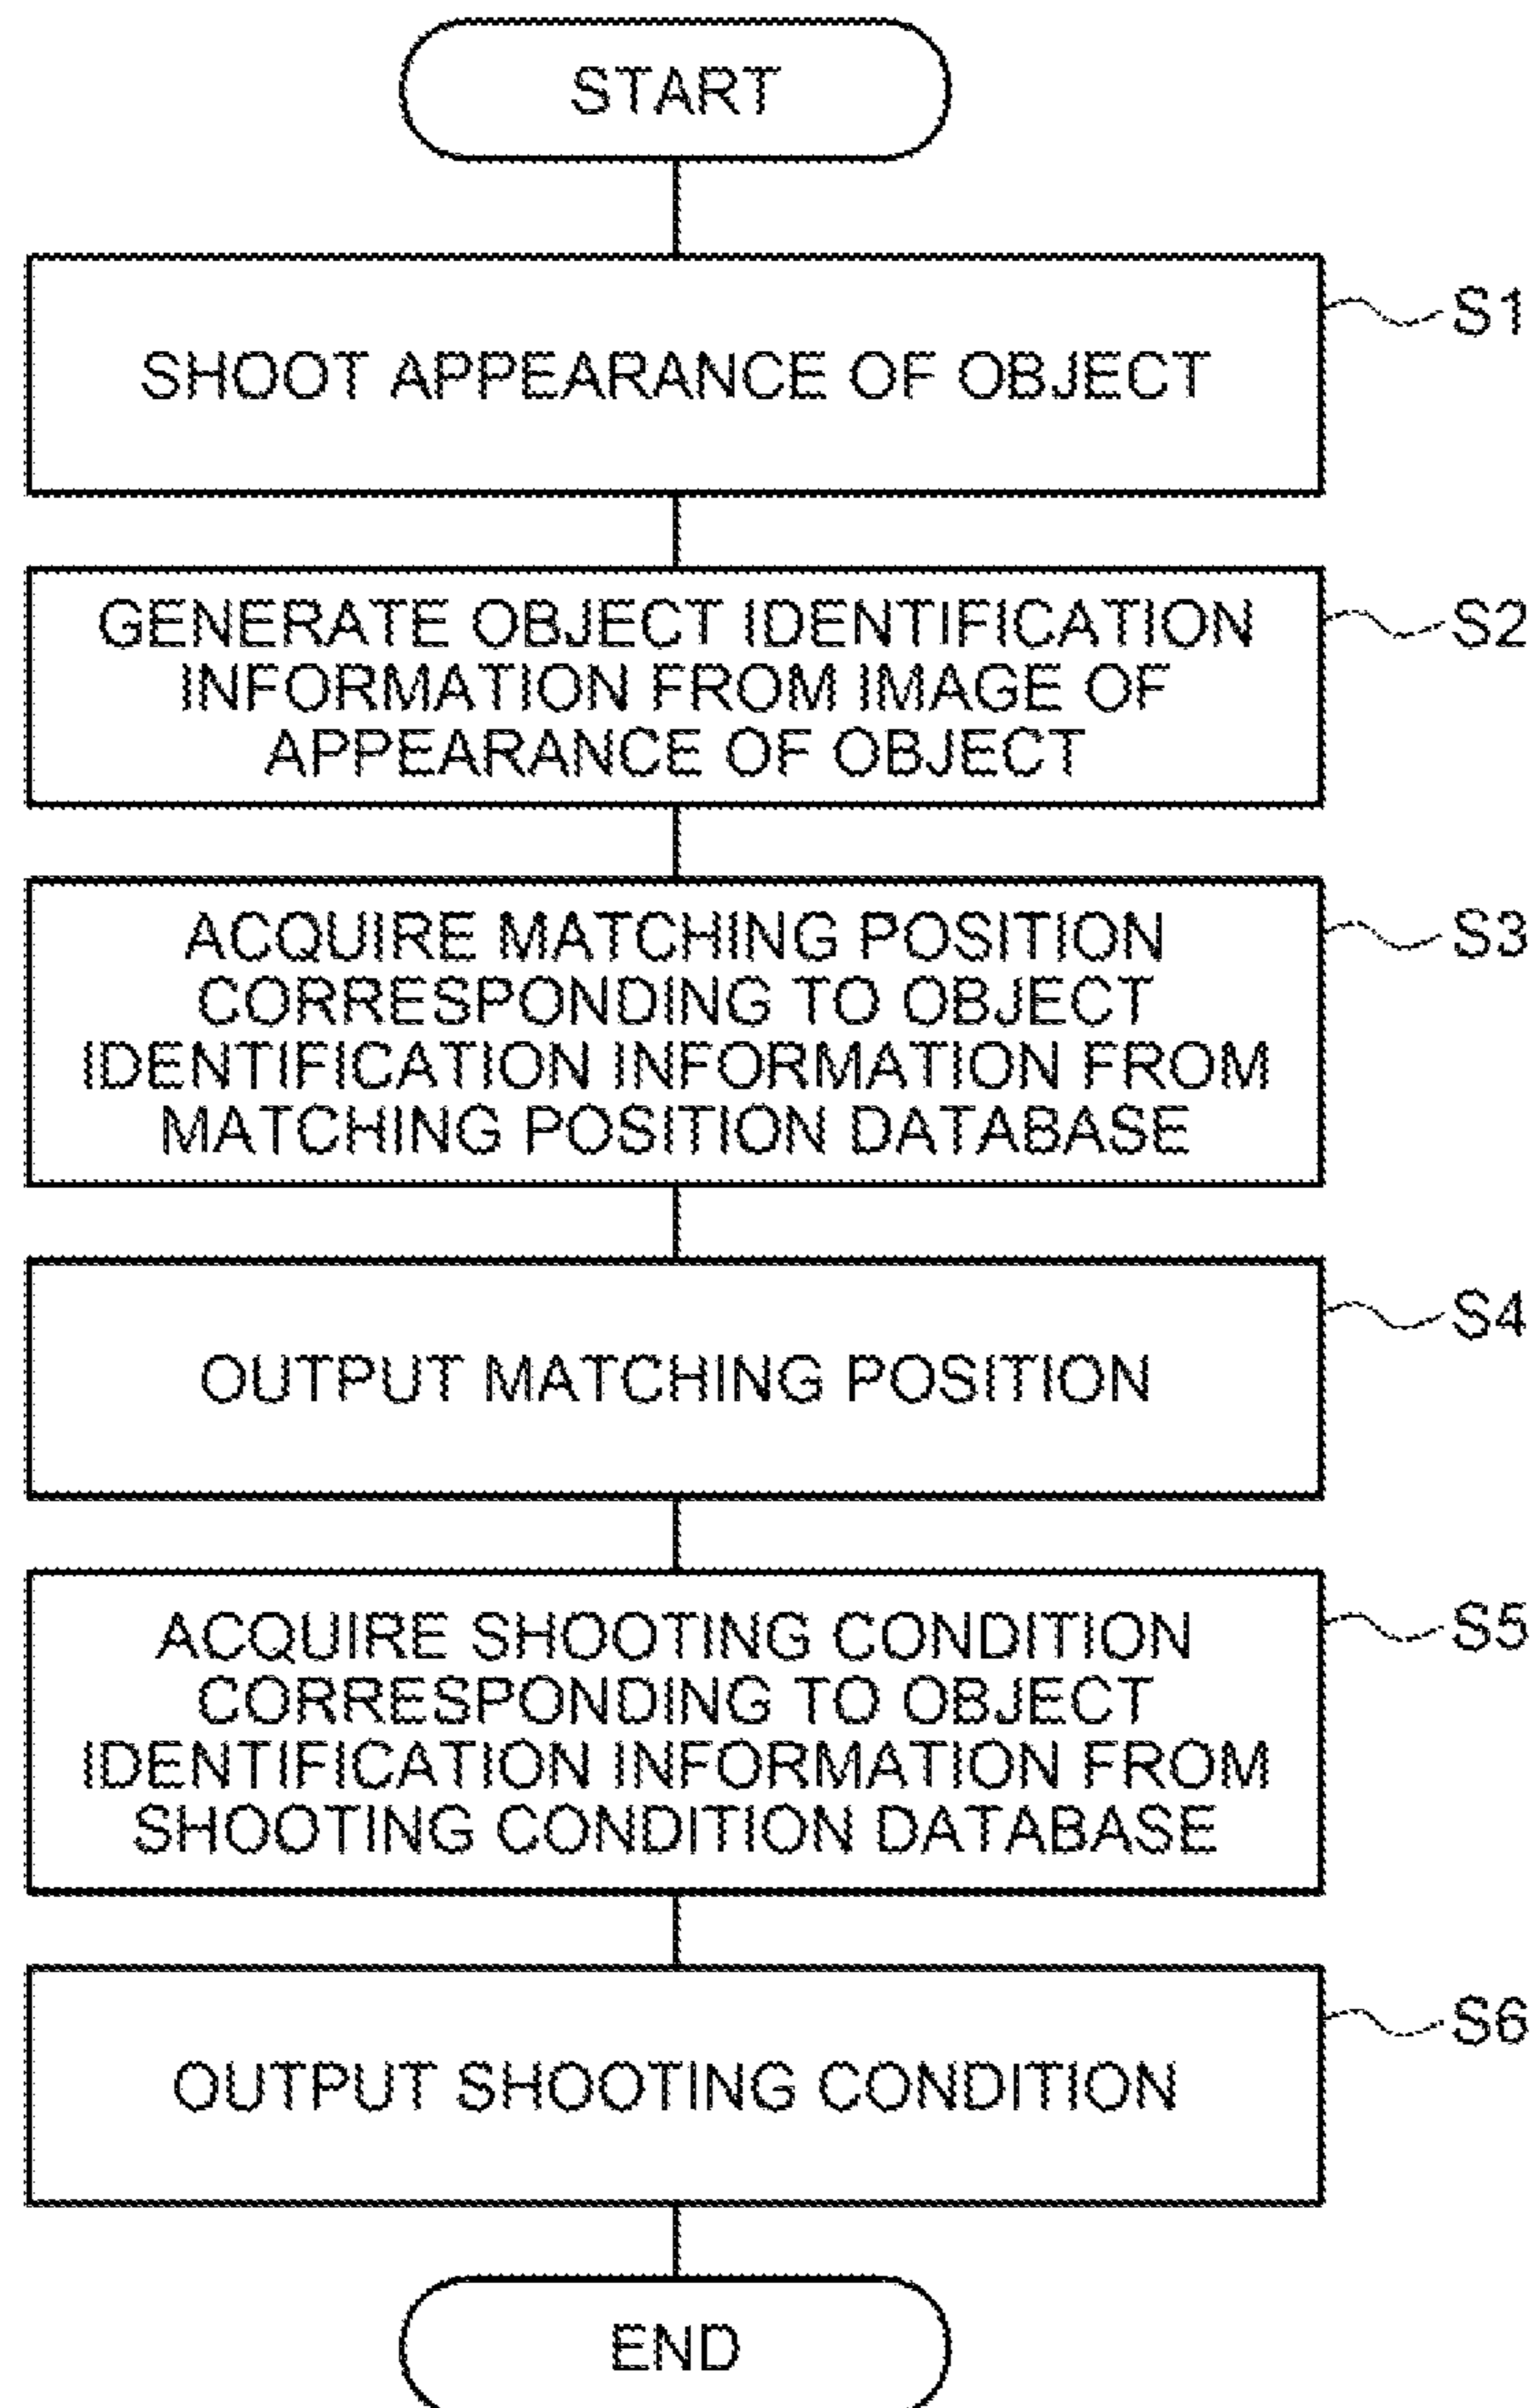 START
SHOOT APPEARANCE OF OBJECT
S1
GENERATE OBJECT IDENTIFICATION
INFORMATION FROM IMAGE OF
APPEARANCE OF OBJECT
S2
ACQUIRE MATCHING POSITION
CORRESPONDING TO OBJECT
IDENTIFICATION INFORMATION FROM
MATCHING POSITION DATABASE
S3
OUTPUT MATCHING POSITION
S4
ACQUIRE SHOOTING CONDITION
CORRESPONDING TO OBJECT
IDENTIFICATION INFORMATION FROM
SHOOTING CONDITION DATABASE
S5
OUTPUT SHOOTING CONDITION
S6
END